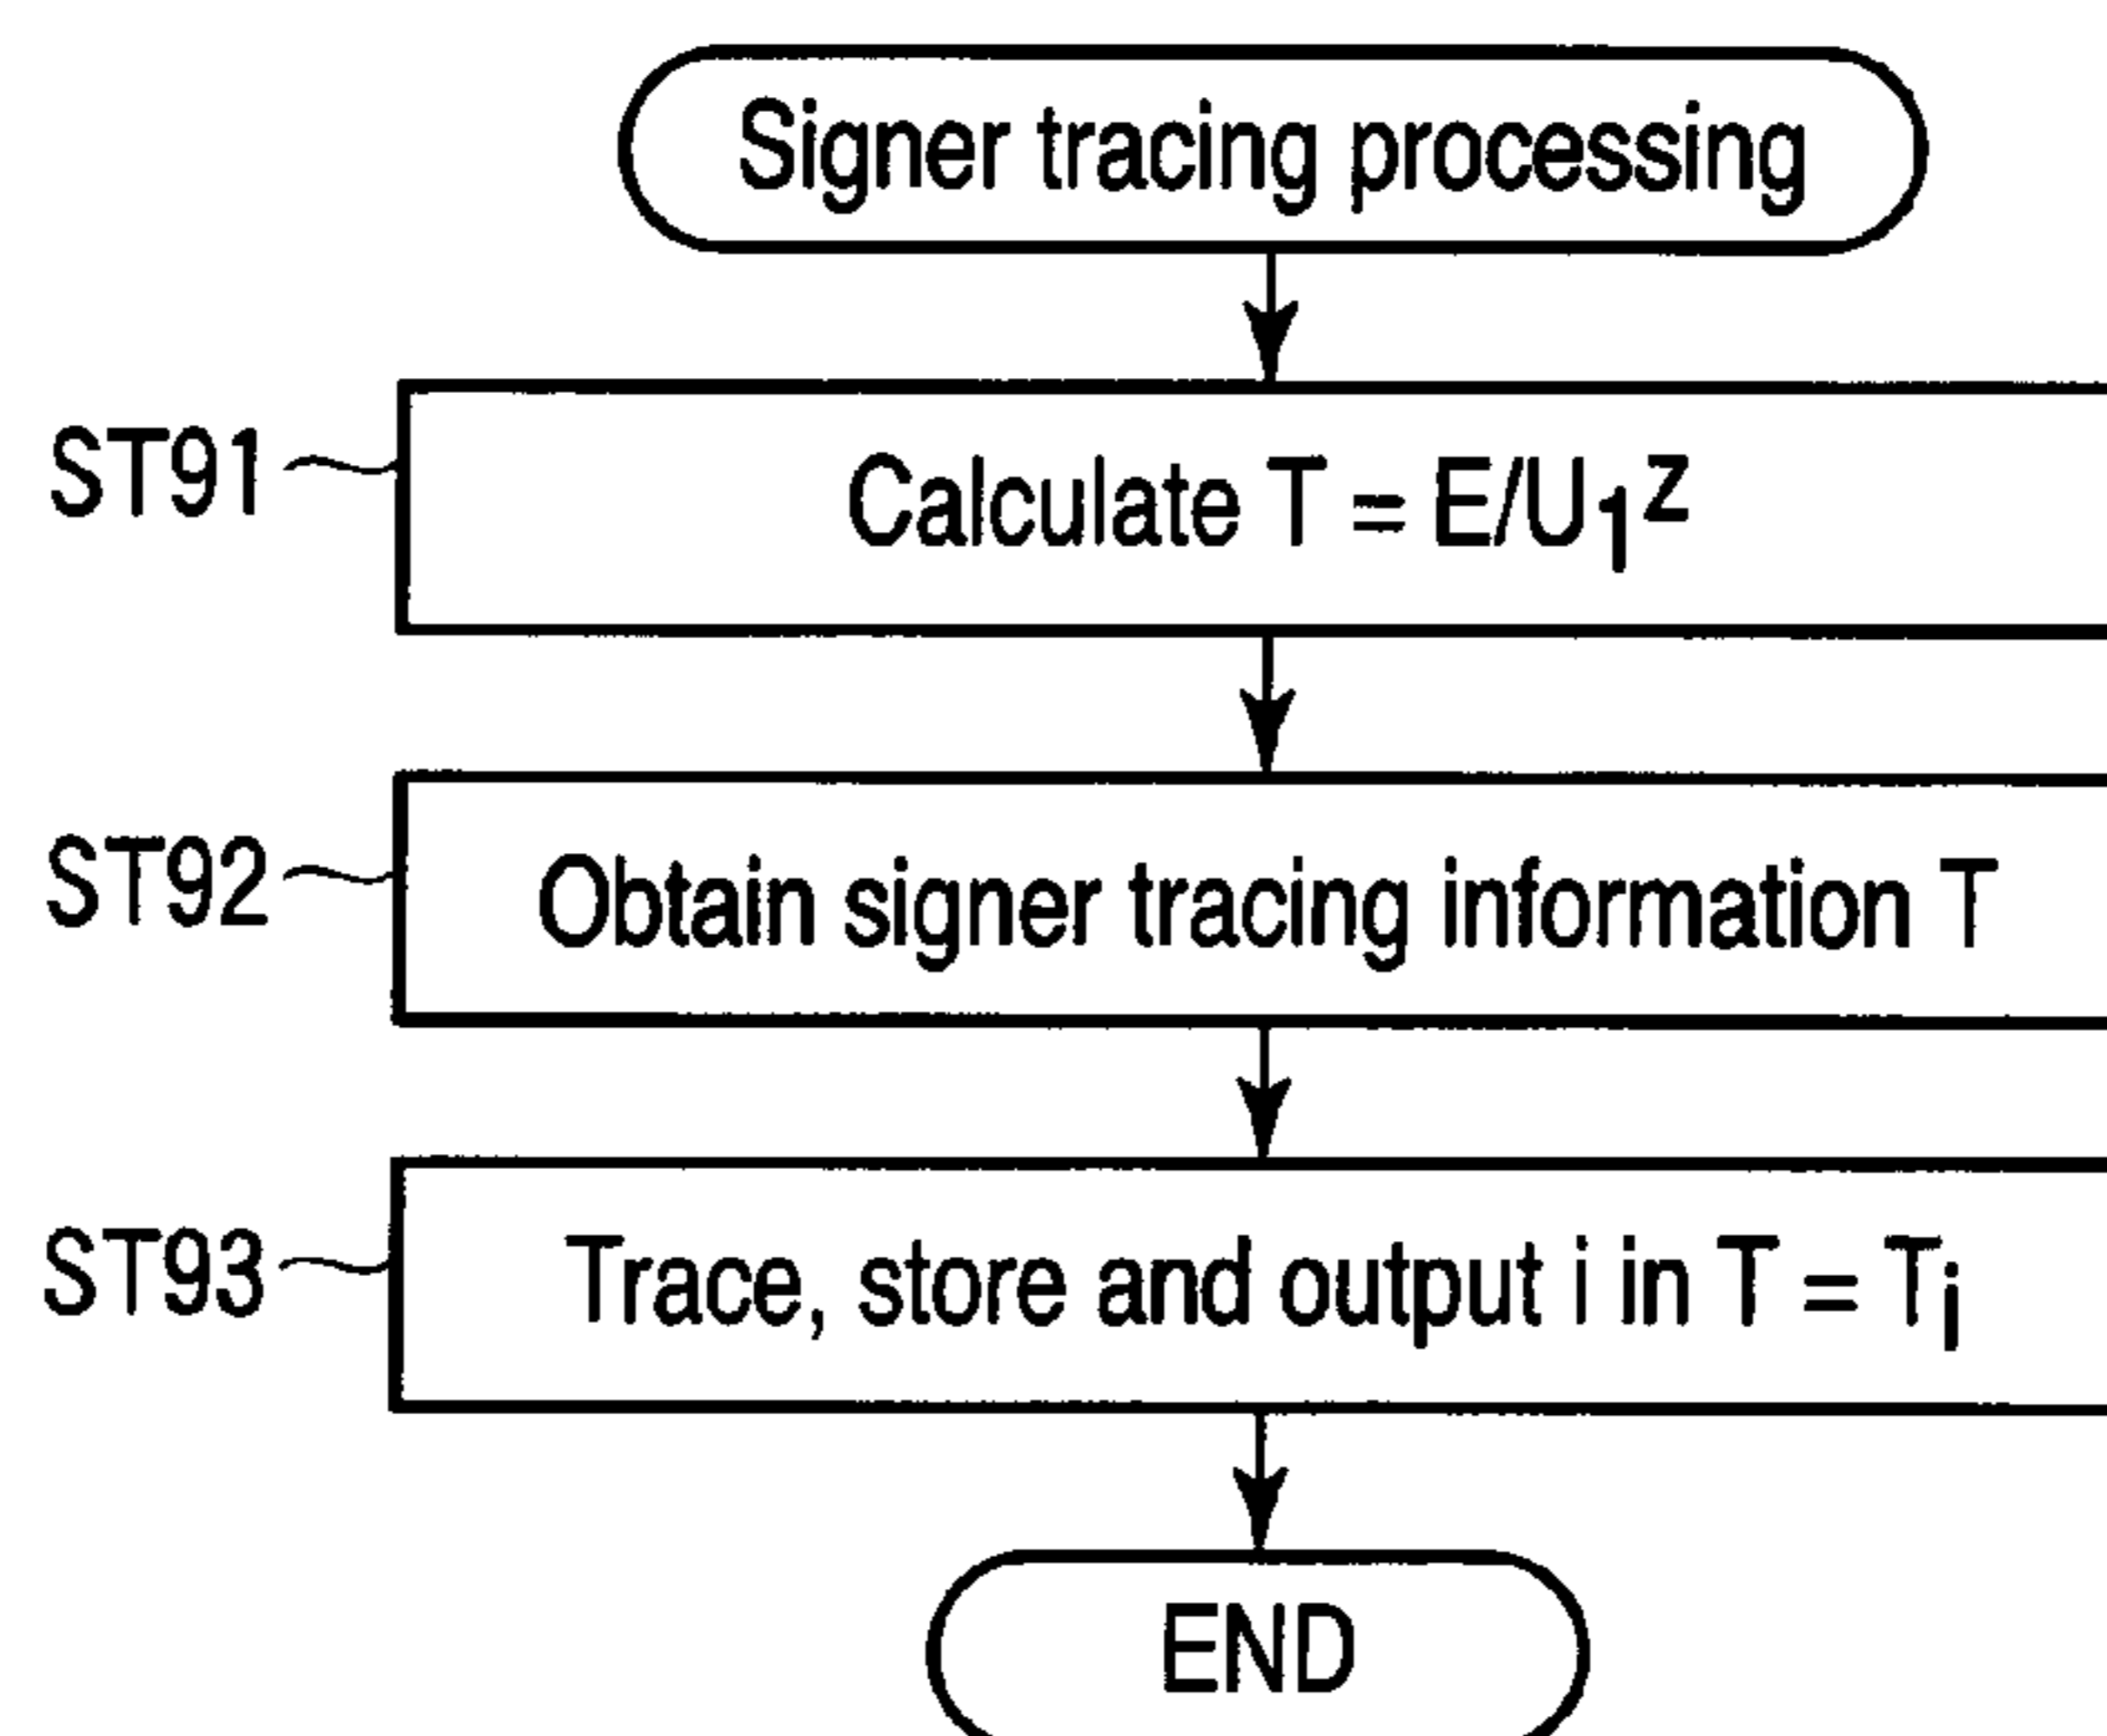 Signer tracing processing
ST91
Calculate T = E/U₁ᶻ
ST92
Obtain signer tracing information T
ST93
Trace, store and output i in T = Tᵢ
END